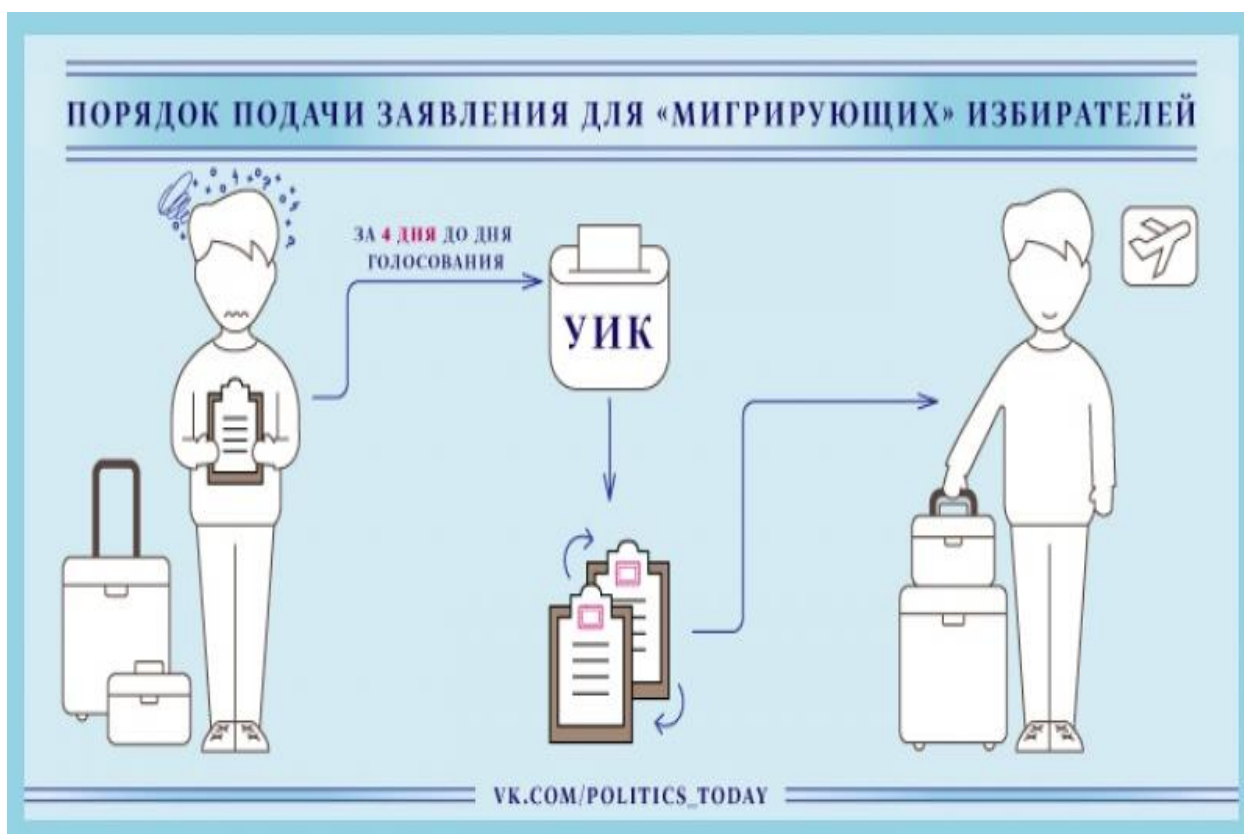 ПОРЯДОК ПОДАЧИ ЗАЯВЛЕНИЯ ДЛЯ «МИГРИРУЮЩИХ» ИЗБИРАТЕЛЕЙ
ЗА 4 ДНЯ ДО ДНЯ
ГОЛОСОВАНИЯ
УИК
VK.COM/POLITICS_TODAY